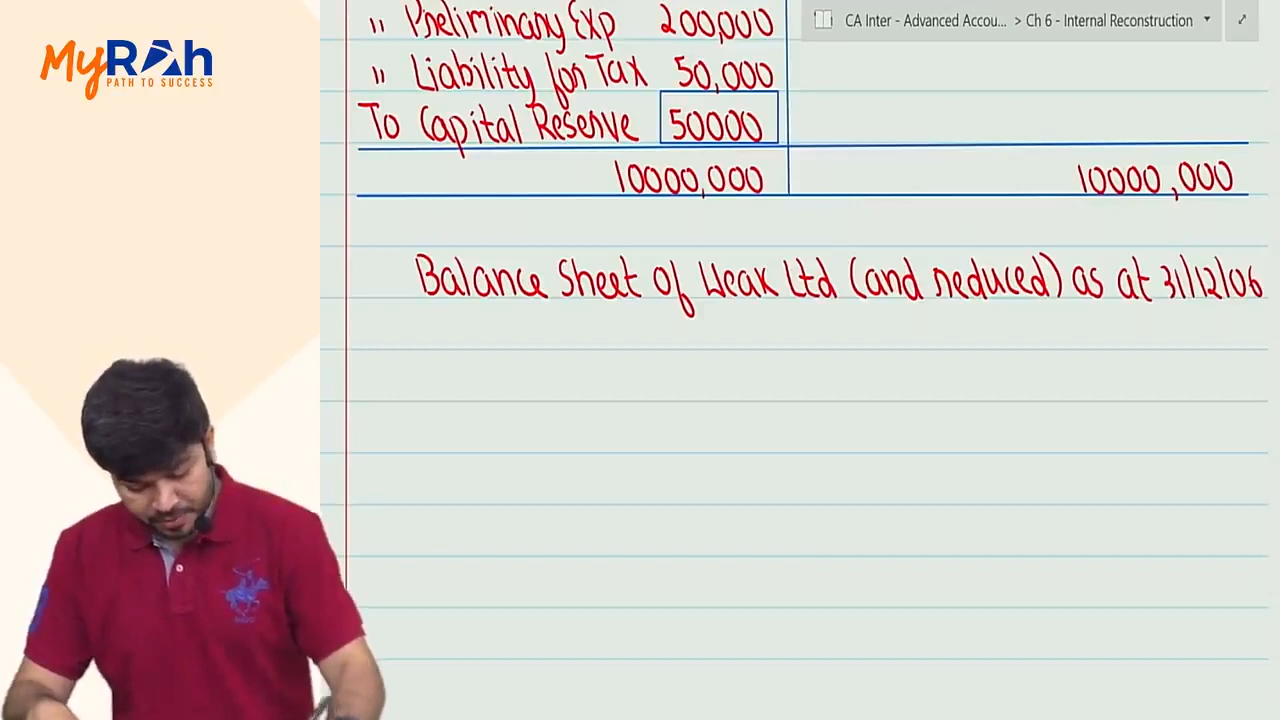 MyRAh
PATH TO SUCCESS
CA Inter - Advanced Accou... > Ch 6 - Internal Reconstruction
" Preliminary Exp 200,000
" Liability for Tax 50,000
To Capital Reserve 50000
10000,000 10000,000
Balance Sheet of Weak Ltd (and reduced) as at 31/12/06